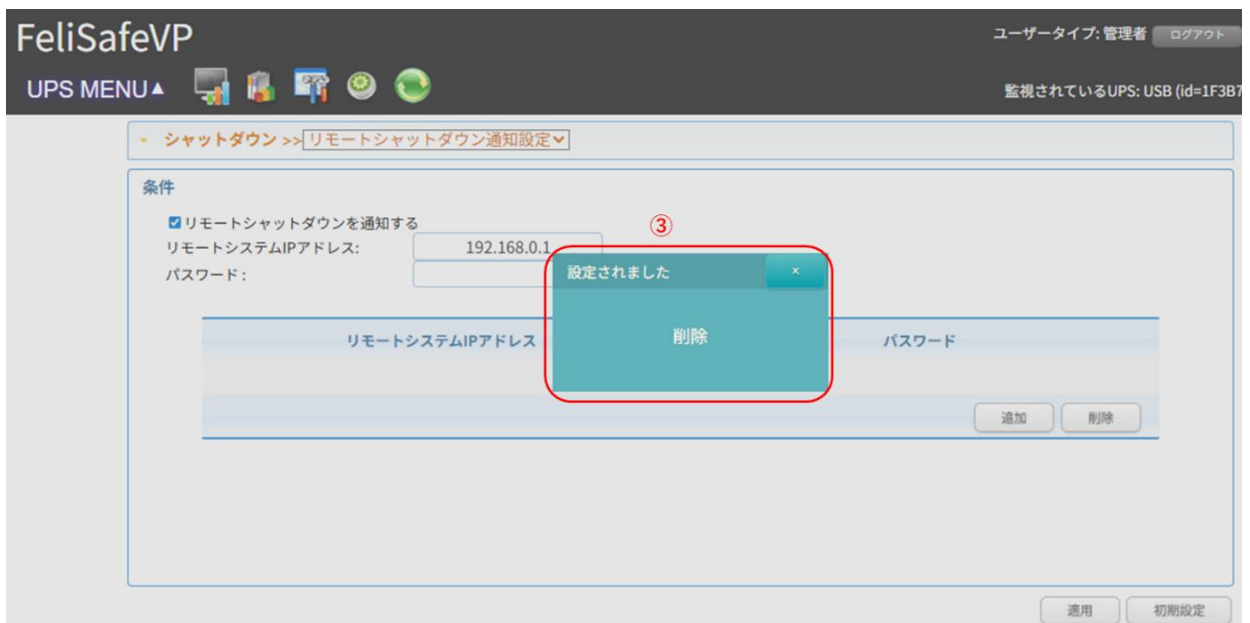 FeliSafeVP
ユーザータイプ: 管理者 ログアウト
UPS MENU▲
監視されているUPS: USB (id=1F3B7
シャットダウン >> リモートシャットダウン通知設定
条件
リモートシャットダウンを通知する
③
リモートシステムIPアドレス: 192.168.0.1
パスワード :
設定されました x
削除
リモートシステムIPアドレス パスワード
追加 削除
適用 初期設定